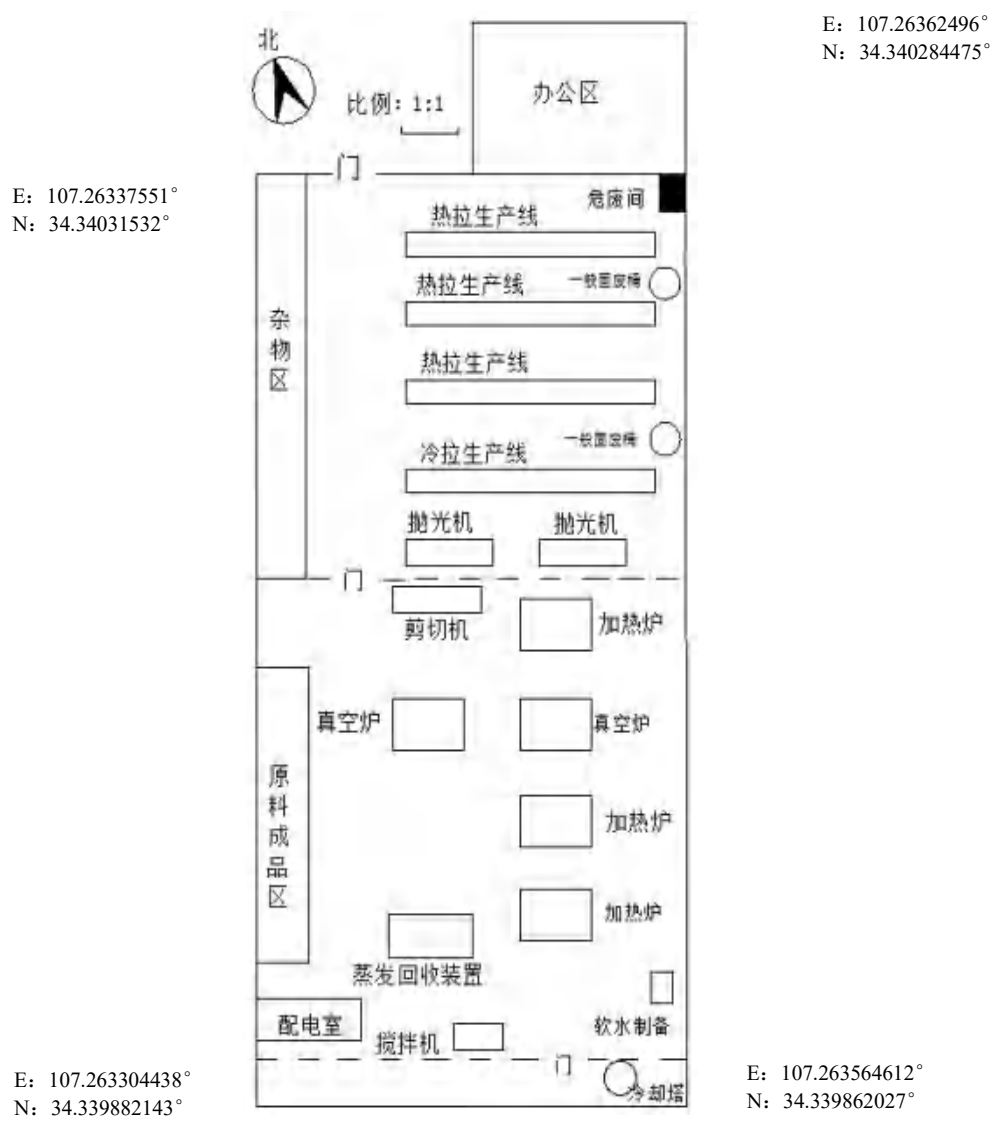 E：107.26362496°
N：34.340284475°
北
比例：1:1
办公区
门
E：107.26337551°
N：34.34031532°
危废间
热拉生产线
热拉生产线
一般固废桶
杂物区
热拉生产线
一般固废桶
冷拉生产线
抛光机
抛光机
门
剪切机
加热炉
真空炉
真空炉
原料成品区
加热炉
加热炉
蒸发回收装置
配电室
搅拌机
软水制备
门
冷却塔
E：107.263304438°
N：34.339882143°
E：107.263564612°
N：34.339862027°